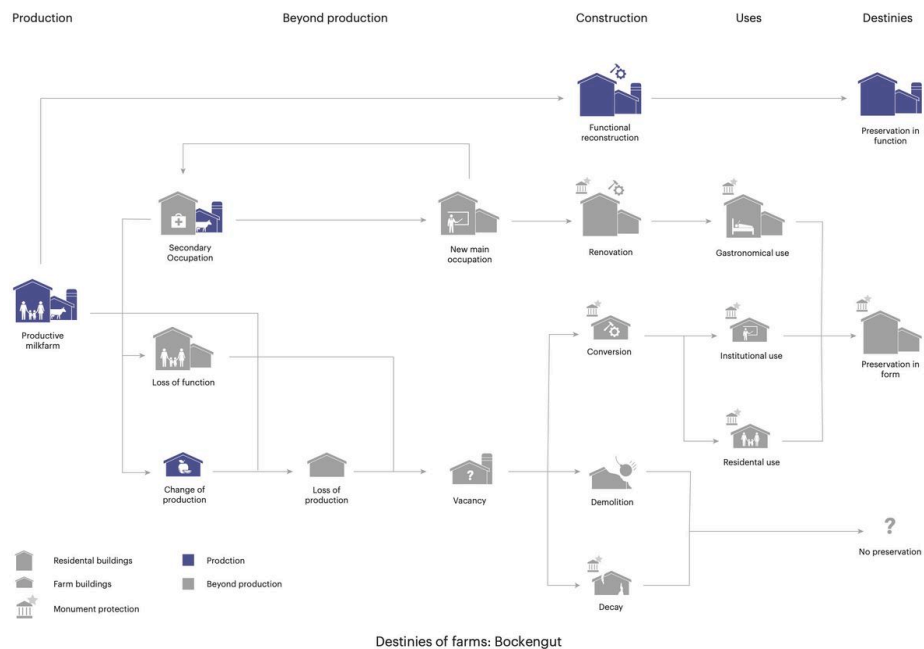 Production
Beyond production
Construction
Uses
Destinies
Functional
reconstruction
Preservation in
function
Secondary
Occupation
New main
occupation
Renovation
Gastronomical use
Productive
milkfarm
Loss of function
Conversion
Institutional use
Preservation in
form
Residental use
Change of
production
Loss of
production
?
Vacancy
Demolition
?
No preservation
Decay
Residental buildings
Farm buildings
Monument protection
Prodction
Beyond production
Destinies of farms: Bockengut